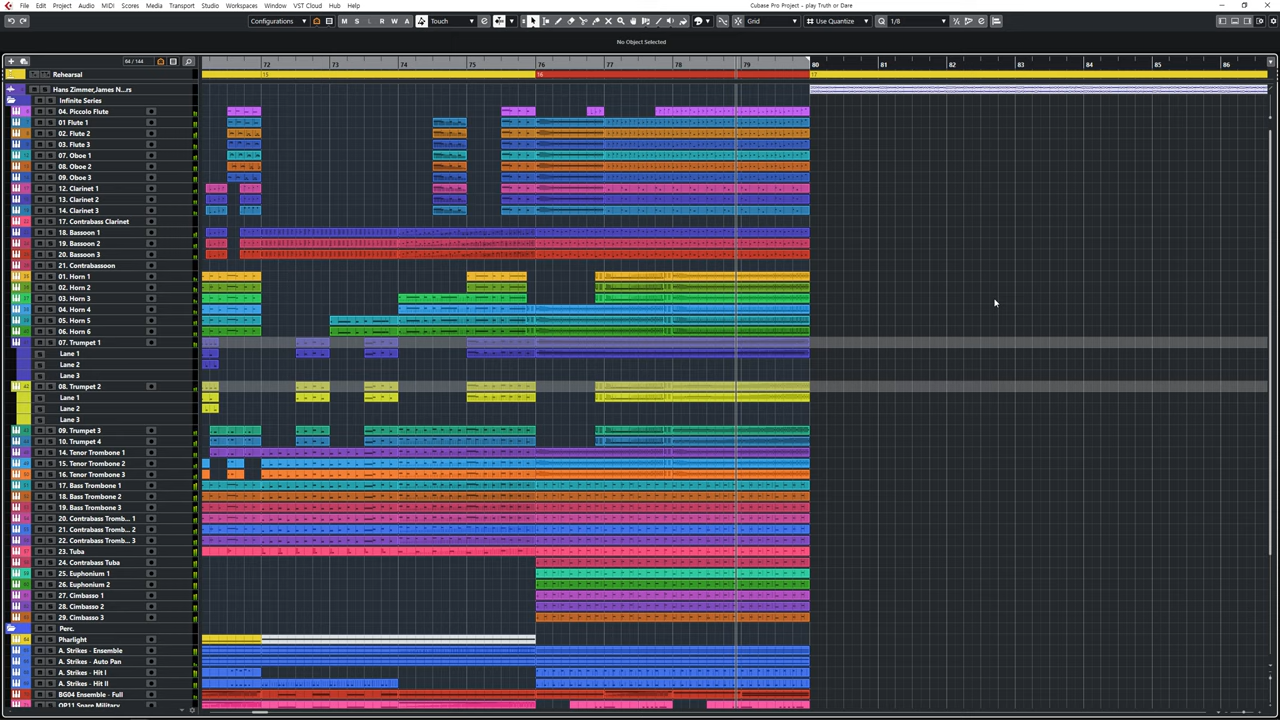 File Edit Project Audio MIDI Scores Media Transport Studio Workspaces Window VST Cloud Hub Help
Cubase Pro Project - play Truth or Dare
Configurations M S L R W A Touch Grid Use Quantize 1/8
No Object Selected
64 / 144
72 73 74 75 76 77 78 79 80 81 82 83 84 85 86
Rehearsal 15 16 17
Hans Zimmer,James N...rs
Infinite Series
04. Piccolo Flute
01 Flute 1
02. Flute 2
03. Flute 3
07. Oboe 1
08. Oboe 2
09. Oboe 3
12. Clarinet 1
13. Clarinet 2
14. Clarinet 3
17. Contrabass Clarinet
18. Bassoon 1
19. Bassoon 2
20. Bassoon 3
21. Contrabassoon
01. Horn 1
02. Horn 2
03. Horn 3
04. Horn 4
05. Horn 5
06. Horn 6
07. Trumpet 1
Lane 1
Lane 2
Lane 3
08. Trumpet 2
Lane 1
Lane 2
Lane 3
09. Trumpet 3
10. Trumpet 4
14. Tenor Trombone 1
15. Tenor Trombone 2
16. Tenor Trombone 3
17. Bass Trombone 1
18. Bass Trombone 2
19. Bass Trombone 3
20. Contrabass Tromb... 1
21. Contrabass Tromb... 2
22. Contrabass Tromb... 3
23. Tuba
24. Contrabass Tuba
25. Euphonium 1
26. Euphonium 2
27. Cimbasso 1
28. Cimbasso 2
29. Cimbasso 3
Perc.
Pharlight
A. Strikes - Ensemble
A. Strikes - Auto Pan
A. Strikes - Hit I
A. Strikes - Hit II
BG04 Ensemble - Full
OP11 Snare Military